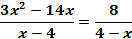 (3x² − 14x)/(x − 4) = 8/(4 − x)